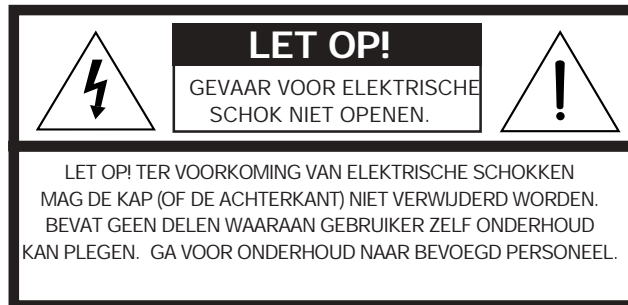 LET OP!
GEVAAR VOOR ELEKTRISCHE
SCHOK NIET OPENEN.
!
LET OP! TER VOORKOMING VAN ELEKTRISCHE SCHOKKEN
MAG DE KAP (OF DE ACHTERKANT) NIET VERWIJDERD WORDEN.
BEVAT GEEN DELEN WAARAAN GEBRUIKER ZELF ONDERHOUD
KAN PLEGEN. GA VOOR ONDERHOUD NAAR BEVOEGD PERSONEEL.